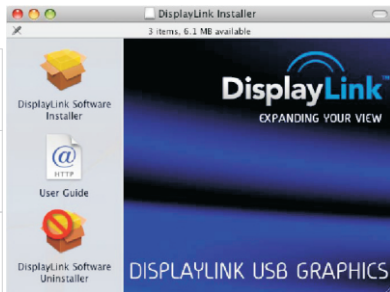 DisplayLink Installer
3 items, 6.1 MB available
DisplayLink Software
Installer
@
HTTP
User Guide
DisplayLink Software
Uninstaller
DisplayLink™
EXPANDING YOUR VIEW
DISPLAYLINK USB GRAPHICS